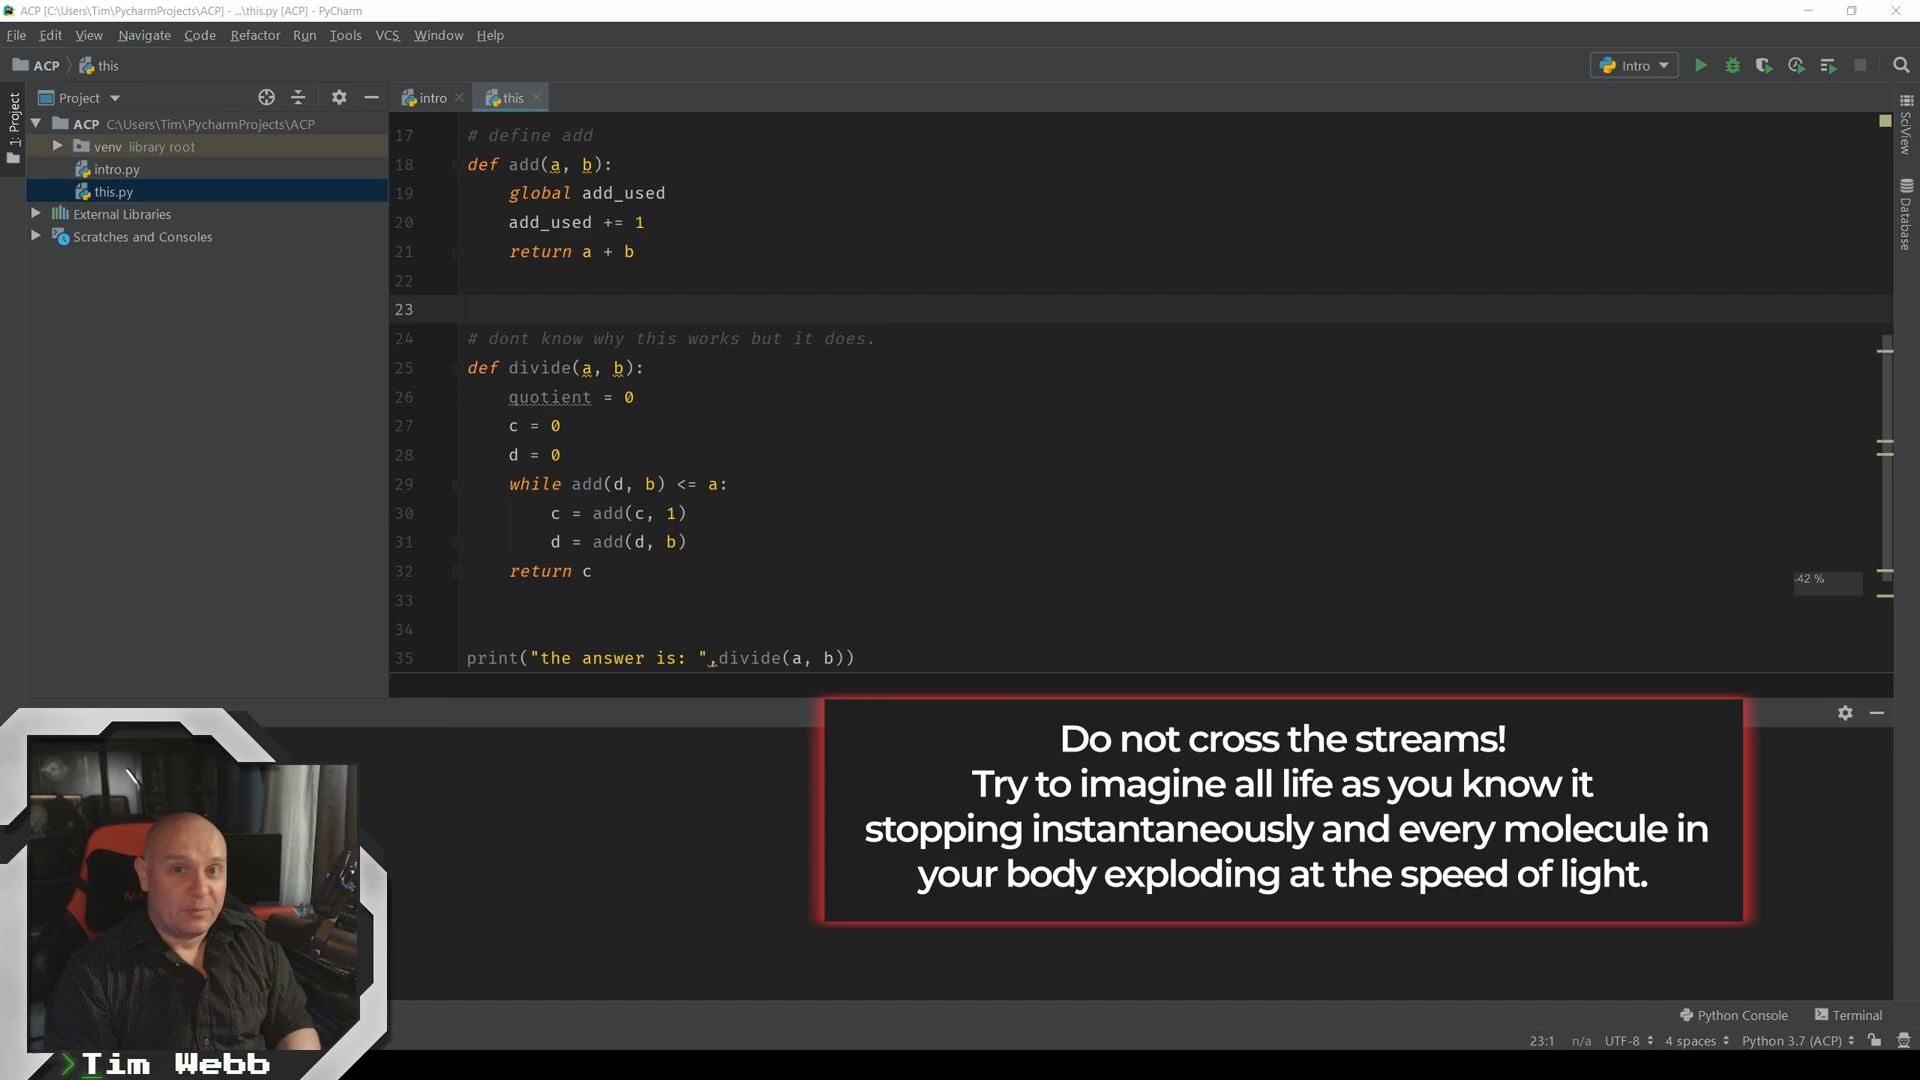 ACP [C:\Users\Tim\PycharmProjects\ACP] - ...\this.py [ACP] - PyCharm
File Edit View Navigate Code Refactor Run Tools VCS Window Help
ACP this
Intro
Project
intro this
1: Project
ACP C:\Users\Tim\PycharmProjects\ACP
venv library root
intro.py
this.py
External Libraries
Scratches and Consoles
17 # define add
18 def add(a, b):
19 global add_used
20 add_used += 1
21 return a + b
22
23
24 # dont know why this works but it does.
25 def divide(a, b):
26 quotient = 0
27 c = 0
28 d = 0
29 while add(d, b) <= a:
30 c = add(c, 1)
31 d = add(d, b)
32 return c
33
34
35 print("the answer is: ",divide(a, b))
SciView
Database
-42 %
Do not cross the streams!
Try to imagine all life as you know it
stopping instantaneously and every molecule in
your body exploding at the speed of light.
Python Console Terminal
23:1 n/a UTF-8 4 spaces Python 3.7 (ACP)
>Tim Webb